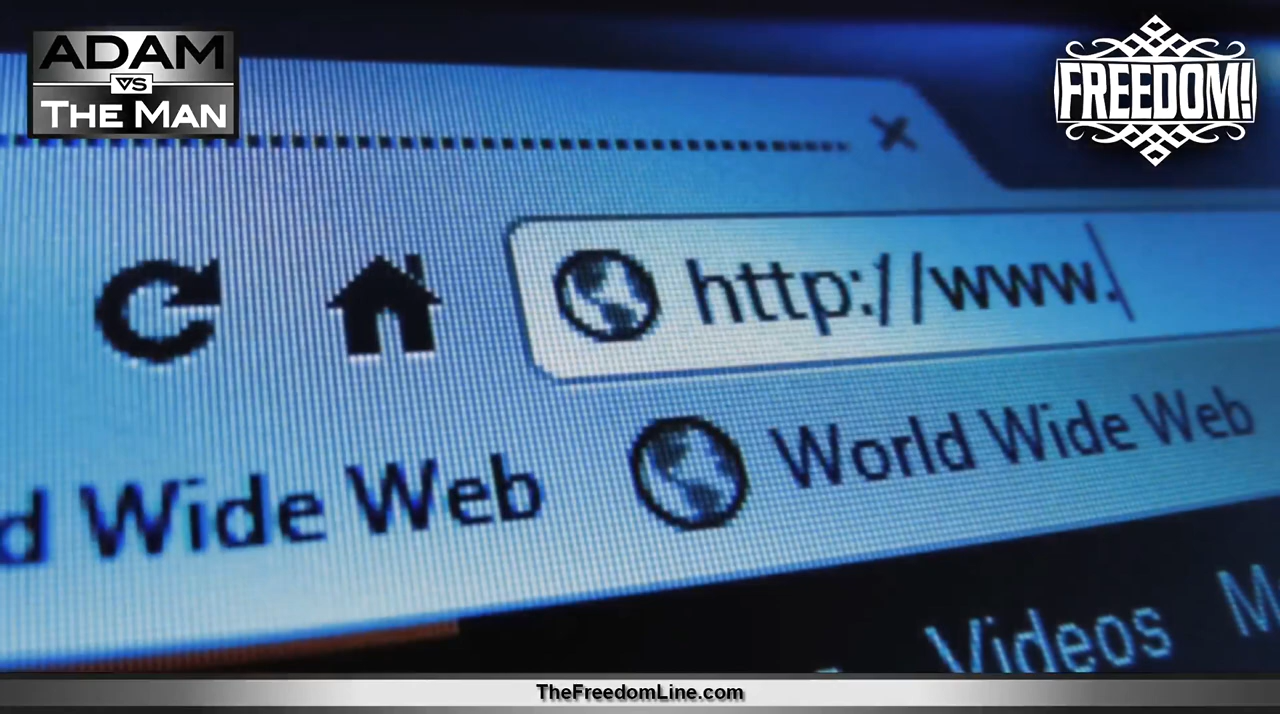 ADAM
VS
THE MAN
FREEDOM!
http://www.
d Wide Web
World Wide Web
Videos
TheFreedomLine.com